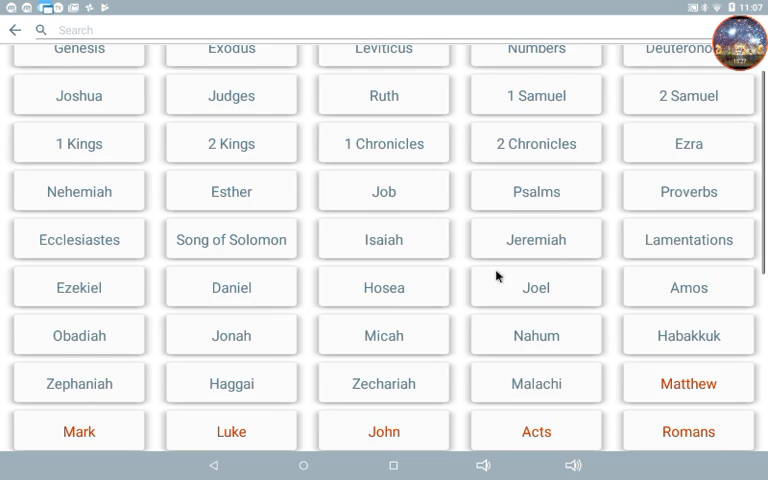 11:07
Search
Genesis Exodus Leviticus Numbers
Joshua Judges Ruth 1 Samuel 2 Samuel
1 Kings 2 Kings 1 Chronicles 2 Chronicles Ezra
Nehemiah Esther Job Psalms Proverbs
Ecclesiastes Song of Solomon Isaiah Jeremiah Lamentations
Ezekiel Daniel Hosea Joel Amos
Obadiah Jonah Micah Nahum Habakkuk
Zephaniah Haggai Zechariah Malachi Matthew
Mark Luke John Acts Romans